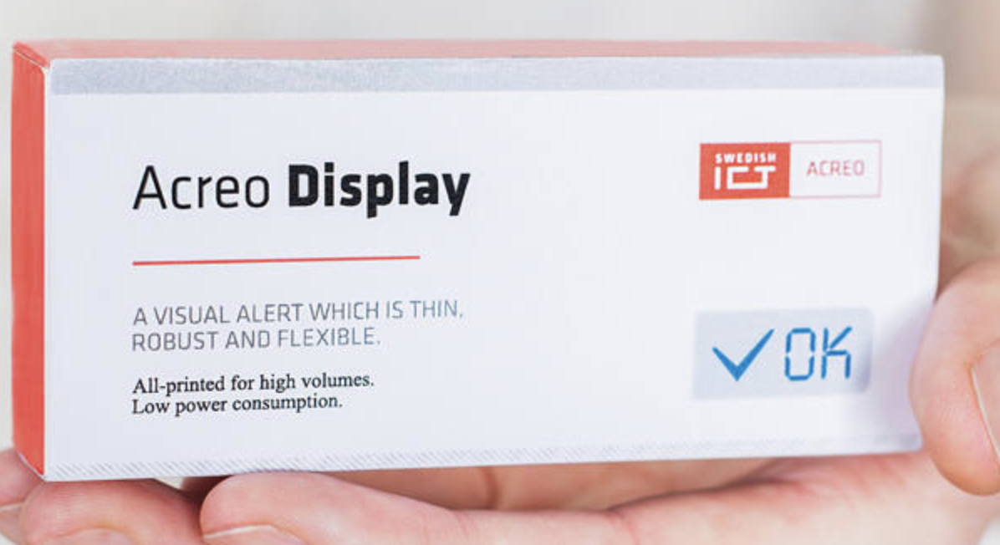 Acreo Display
SWEDISH
ICT
ACREO
A VISUAL ALERT WHICH IS THIN,
ROBUST AND FLEXIBLE.
All-printed for high volumes.
Low power consumption.
OK